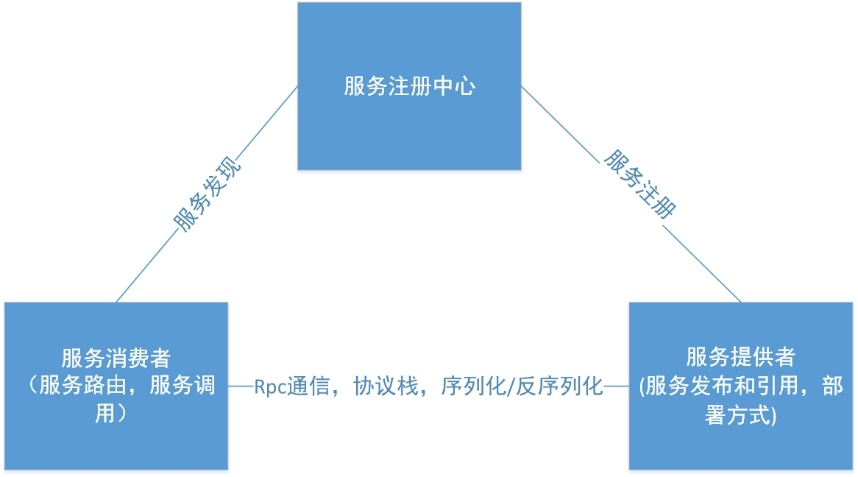 服务注册中心
服务发现
服务注册
服务消费者
（服务路由，服务调
用）
Rpc通信，协议栈，序列化/反序列化
服务提供者
(服务发布和引用，部
署方式)